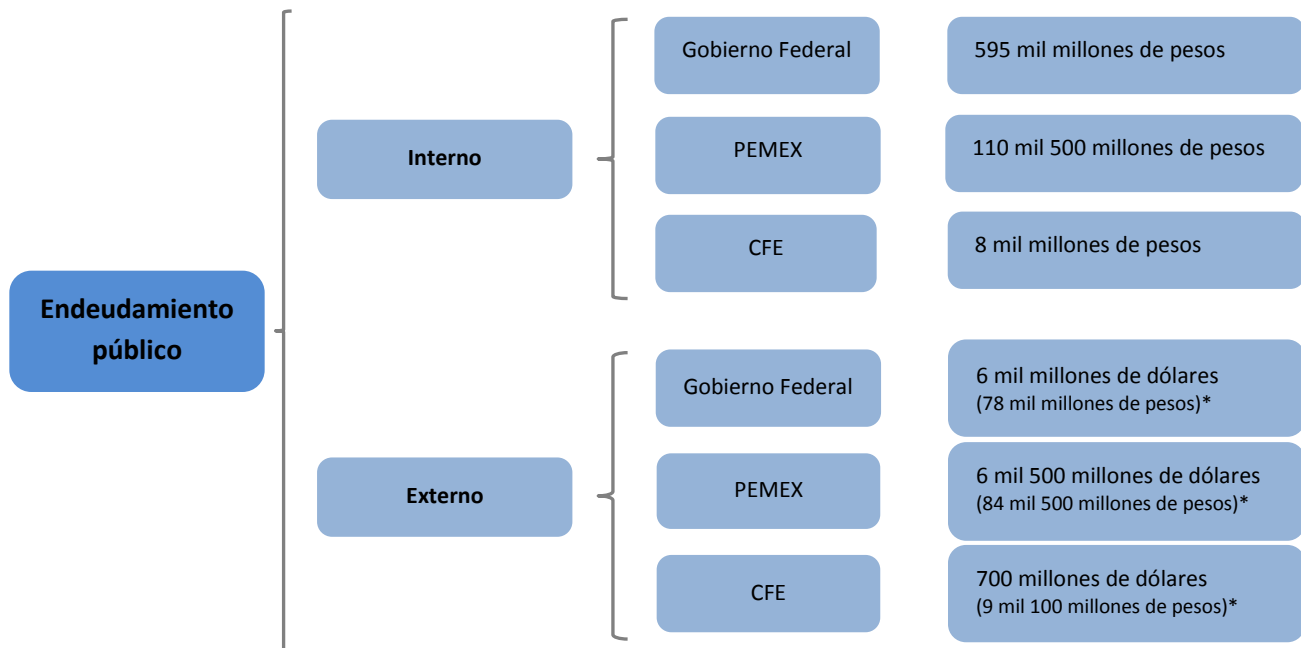 Endeudamiento
público
Interno
Gobierno Federal
595 mil millones de pesos
PEMEX
110 mil 500 millones de pesos
CFE
8 mil millones de pesos
Externo
Gobierno Federal
6 mil millones de dólares
(78 mil millones de pesos)*
PEMEX
6 mil 500 millones de dólares
(84 mil 500 millones de pesos)*
CFE
700 millones de dólares
(9 mil 100 millones de pesos)*